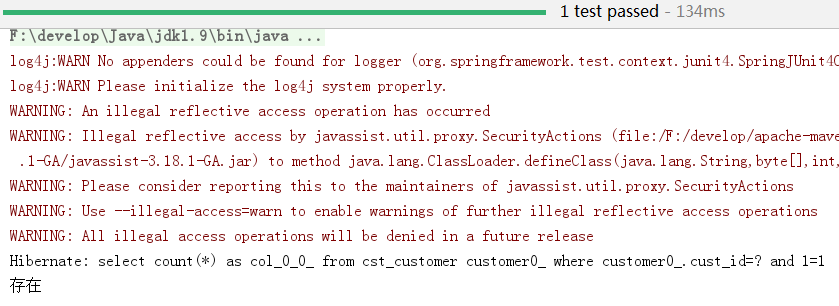 1 test passed - 134ms
F:\develop\Java\jdk1.9\bin\java ...
log4j:WARN No appenders could be found for logger (org.springframework.test.context.junit4.SpringJUnit4C
log4j:WARN Please initialize the log4j system properly.
WARNING: An illegal reflective access operation has occurred
WARNING: Illegal reflective access by javassist.util.proxy.SecurityActions (file:/F:/develop/apache-mave
.1-GA/javassist-3.18.1-GA.jar) to method java.lang.ClassLoader.defineClass(java.lang.String,byte[],int,
WARNING: Please consider reporting this to the maintainers of javassist.util.proxy.SecurityActions
WARNING: Use --illegal-access=warn to enable warnings of further illegal reflective access operations
WARNING: All illegal access operations will be denied in a future release
Hibernate: select count(*) as col_0_0_ from cst_customer customer0_ where customer0_.cust_id=? and 1=1
存在